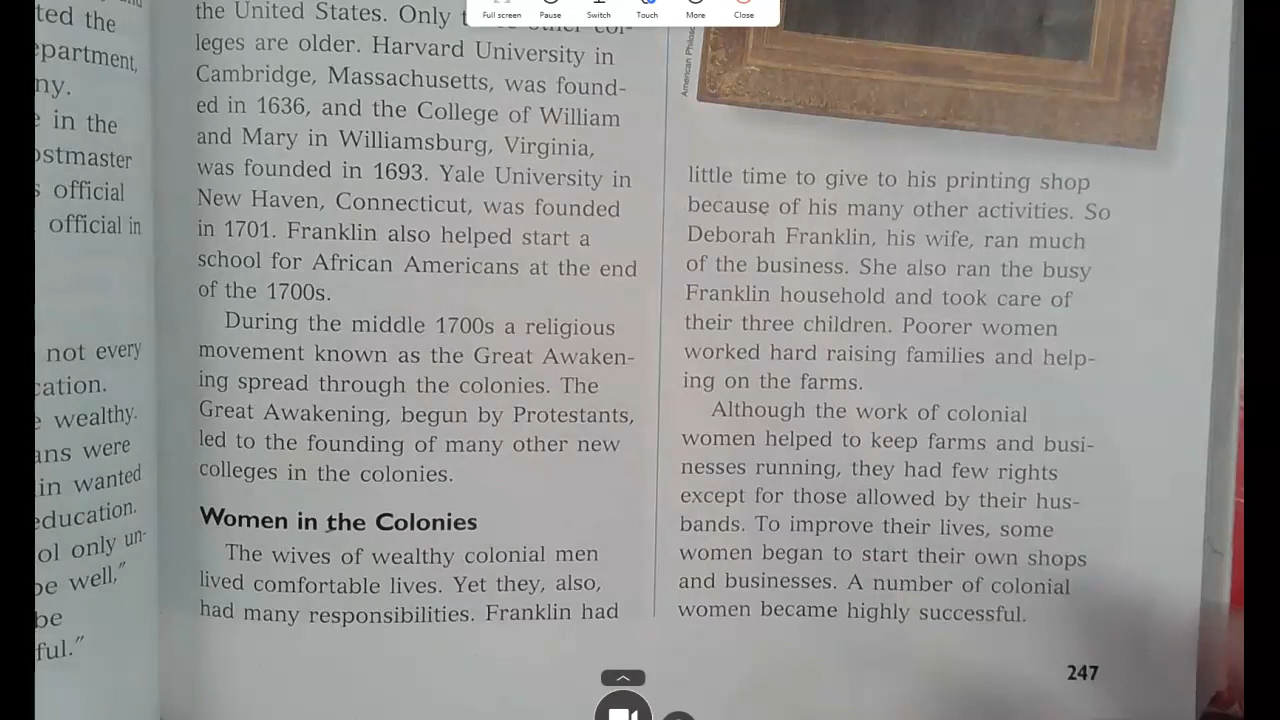 Full screen
Pause
Switch
Touch
More
Close
ted the
epartment,
ny.
e in the
ostmaster
s official
official in
not every
cation.
e wealthy.
ans were
in wanted
education.
ol only un-
be well,"
be
ful."
the United States. Only
leges are older. Harvard University in
Cambridge, Massachusetts, was found-
ed in 1636, and the College of William
and Mary in Williamsburg, Virginia,
was founded in 1693. Yale University in
New Haven, Connecticut, was founded
in 1701. Franklin also helped start a
school for African Americans at the end
of the 1700s.
During the middle 1700s a religious
movement known as the Great Awaken-
ing spread through the colonies. The
Great Awakening, begun by Protestants,
led to the founding of many other new
colleges in the colonies.
Women in the Colonies
The wives of wealthy colonial men
lived comfortable lives. Yet they, also,
had many responsibilities. Franklin had
American Philos
little time to give to his printing shop
because of his many other activities. So
Deborah Franklin, his wife, ran much
of the business. She also ran the busy
Franklin household and took care of
their three children. Poorer women
worked hard raising families and help-
ing on the farms.
Although the work of colonial
women helped to keep farms and busi-
nesses running, they had few rights
except for those allowed by their hus-
bands. To improve their lives, some
women began to start their own shops
and businesses. A number of colonial
women became highly successful.
247